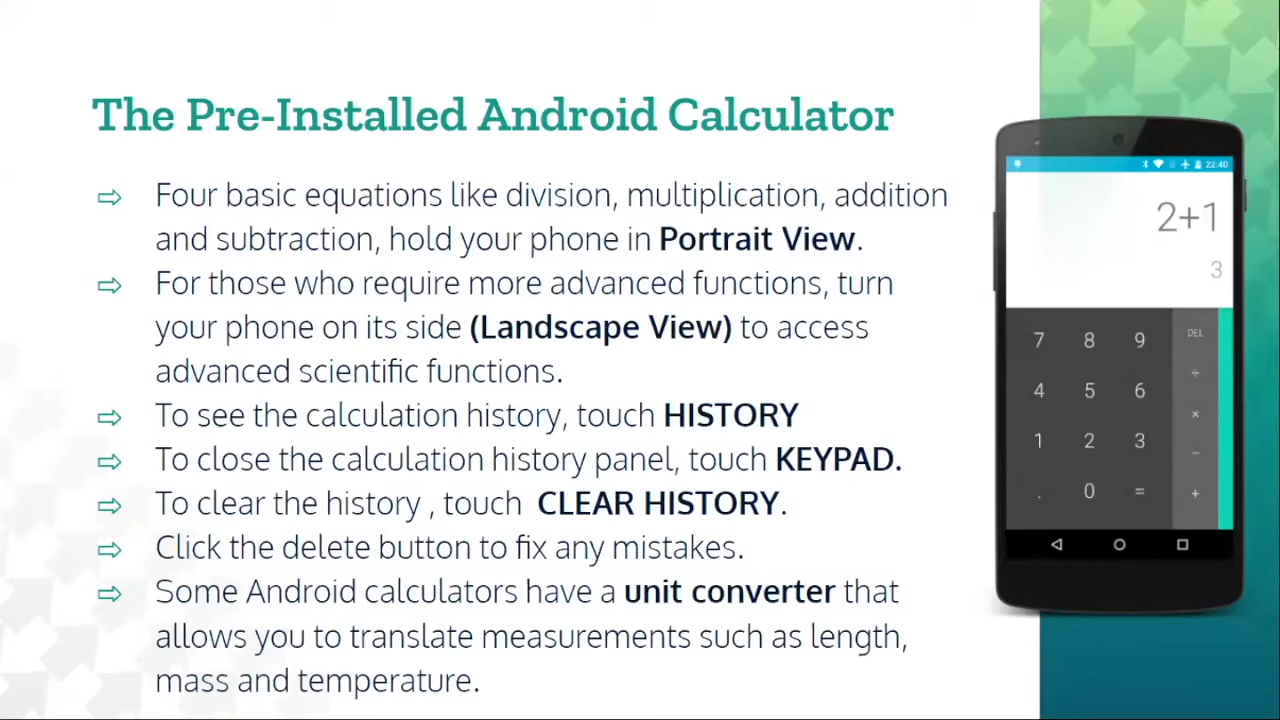 The Pre-Installed Android Calculator
⇨ Four basic equations like division, multiplication, addition
and subtraction, hold your phone in Portrait View.
⇨ For those who require more advanced functions, turn
your phone on its side (Landscape View) to access
advanced scientific functions.
⇨ To see the calculation history, touch HISTORY
⇨ To close the calculation history panel, touch KEYPAD.
⇨ To clear the history , touch CLEAR HISTORY.
⇨ Click the delete button to fix any mistakes.
⇨ Some Android calculators have a unit converter that
allows you to translate measurements such as length,
mass and temperature.
22:40
2+1
3
7 8 9 DEL
÷
4 5 6 ×
1 2 3 −
. 0 = +